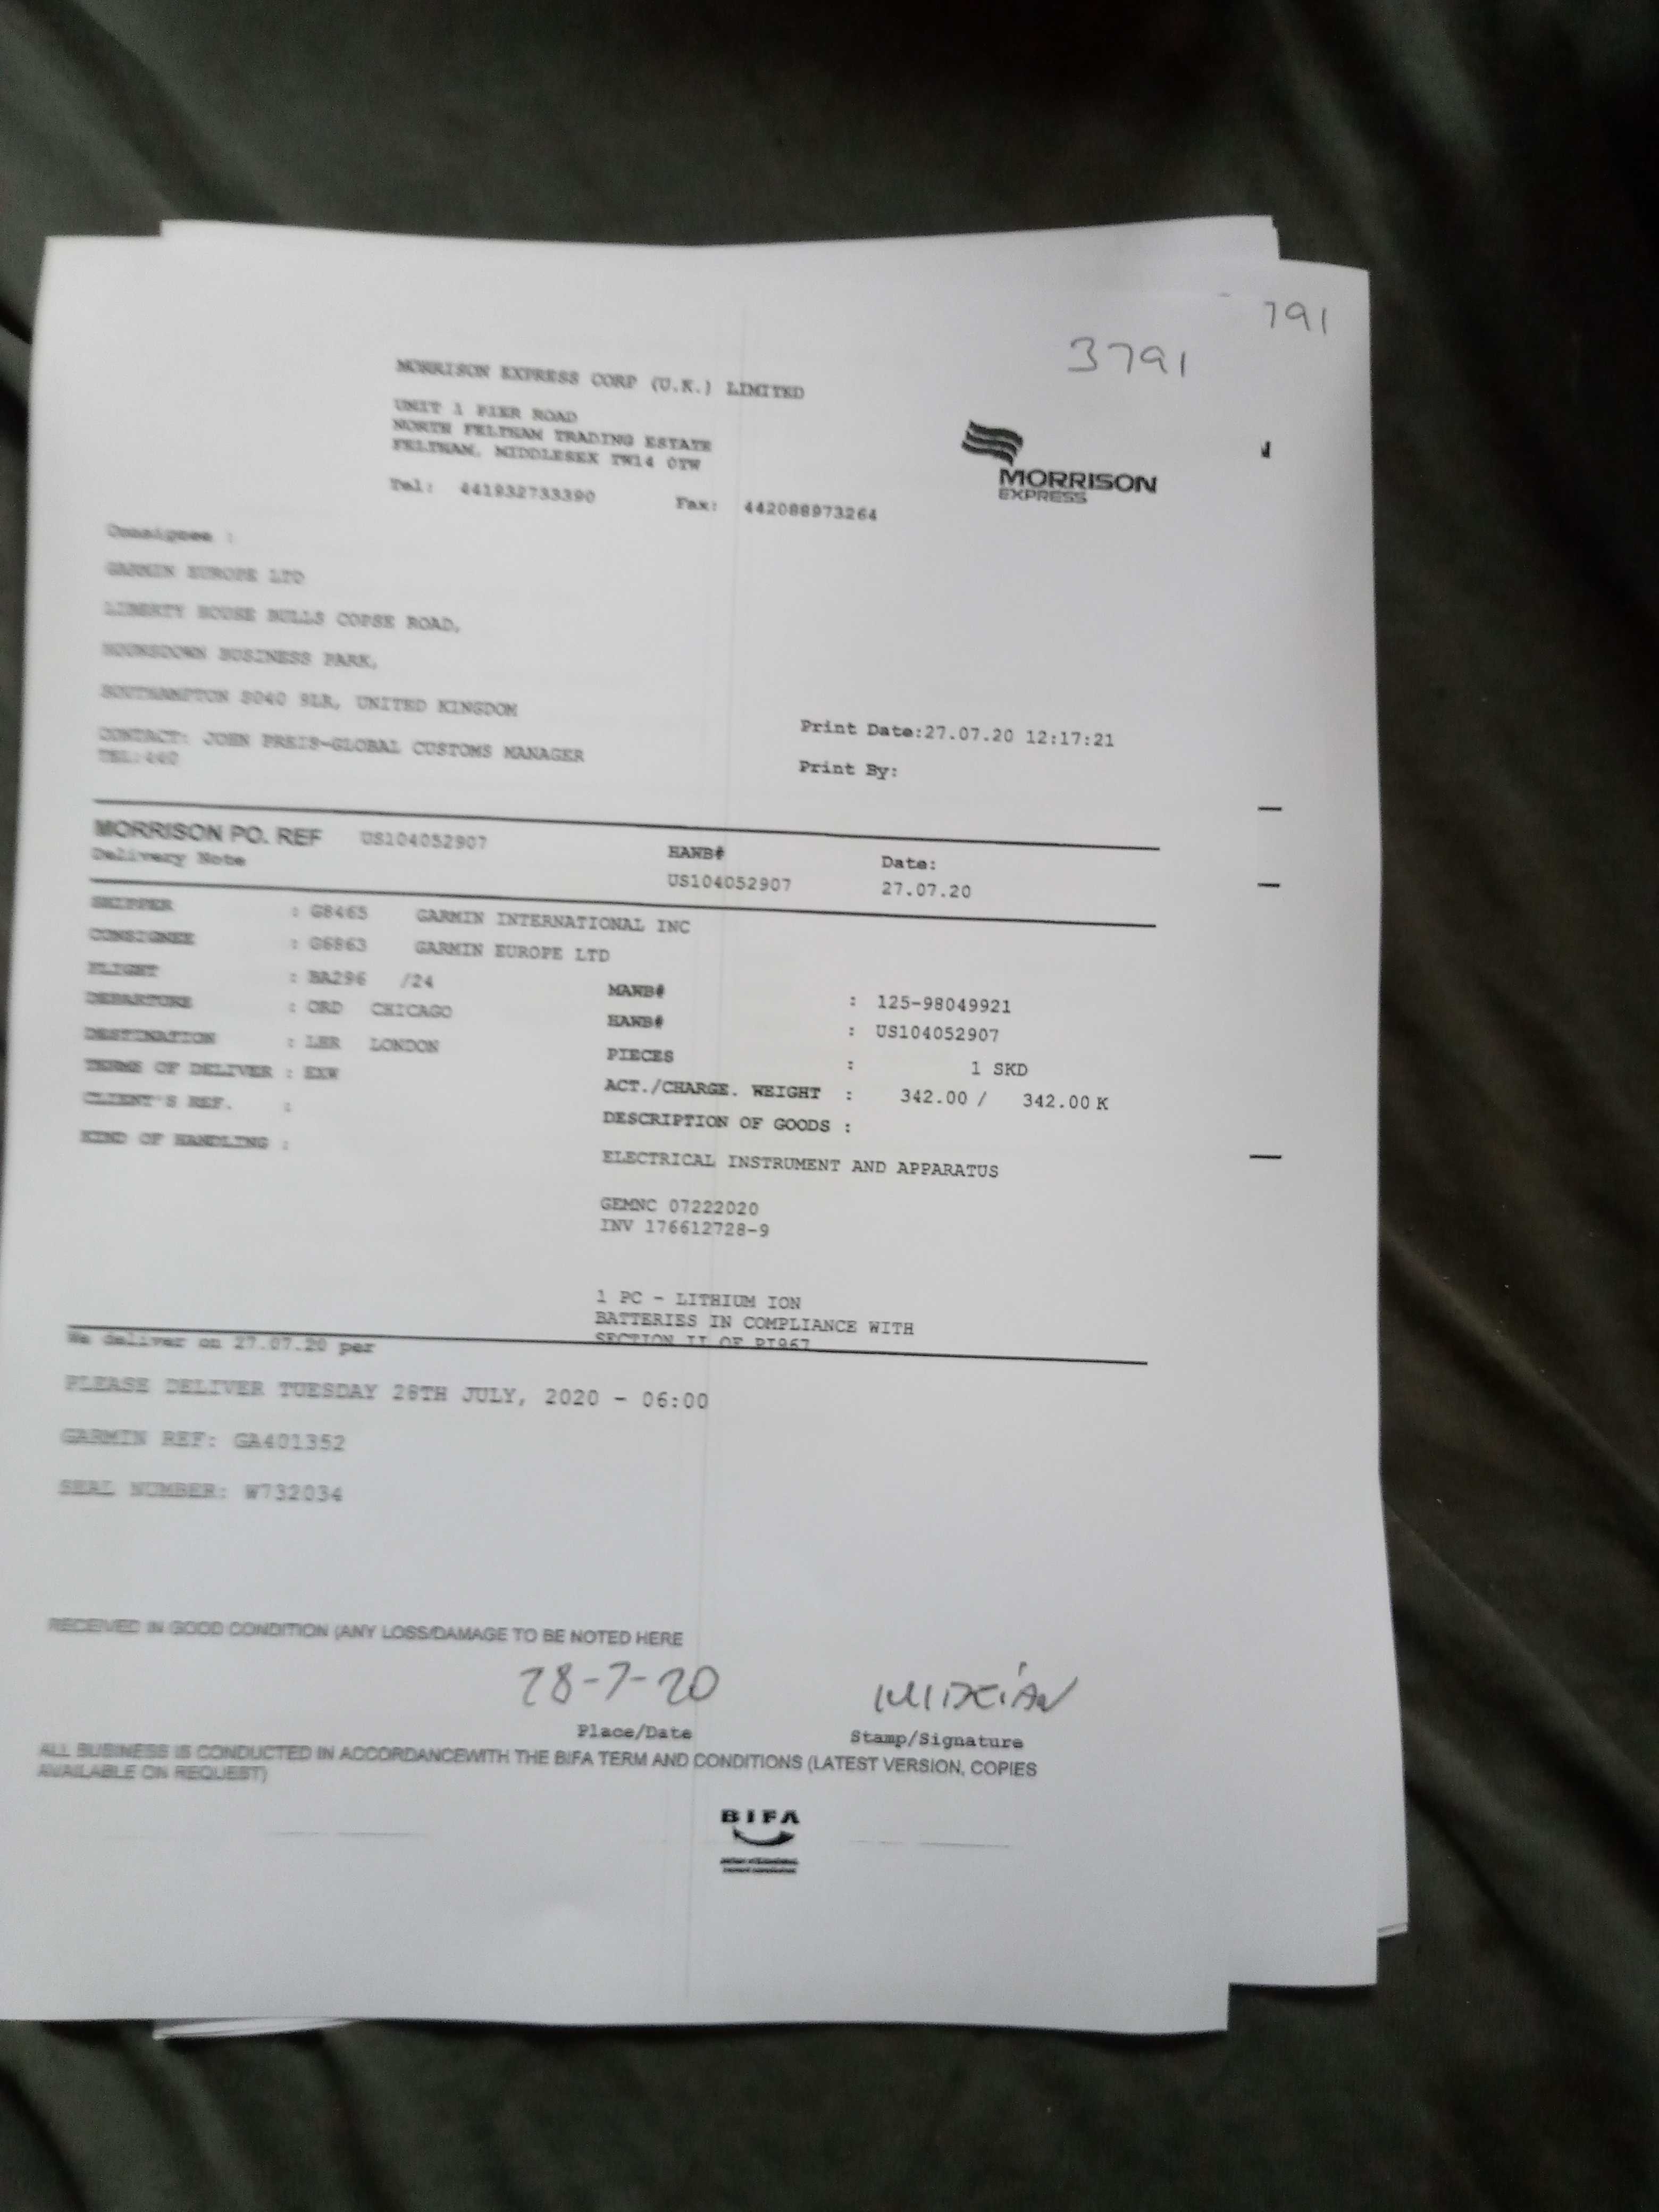 791
3791
MORRISON EXPRESS CORP (U.K.) LIMITED
UNIT 1 PIER ROAD
NORTH FELTHAM TRADING ESTATE
FELTHAM, MIDDLESEX TW14 0TW
Tel: 441932733390 Fax: 442088973264
MORRISON
EXPRESS
Consignee :
GARMIN EUROPE LTD
LIBERTY HOUSE BULLS COPSE ROAD,
HOUNSDOWN BUSINESS PARK,
SOUTHAMPTON SO40 9LR, UNITED KINGDOM
CONTACT: JOHN PREIS-GLOBAL CUSTOMS MANAGER
TEL:440
Print Date:27.07.20 12:17:21
Print By:
MORRISON PO. REF US104052907
Delivery Note
HAWB# Date:
US104052907 27.07.20
SHIPPER : G8465 GARMIN INTERNATIONAL INC
CONSIGNEE : G6863 GARMIN EUROPE LTD
FLIGHT : BA296 /24
DEPARTURE : ORD CHICAGO
DESTINATION : LHR LONDON
TERMS OF DELIVER : EXW
CLIENT'S REF. :
KIND OF HANDLING :
MAWB# : 125-98049921
HAWB# : US104052907
PIECES : 1 SKD
ACT./CHARGE. WEIGHT : 342.00 / 342.00 K
DESCRIPTION OF GOODS :
ELECTRICAL INSTRUMENT AND APPARATUS
GEMNC 07222020
INV 176612728-9
1 PC - LITHIUM ION
BATTERIES IN COMPLIANCE WITH
SECTION II OF PI967
We deliver on 27.07.20 per
PLEASE DELIVER TUESDAY 28TH JULY, 2020 - 06:00
GARMIN REF: GA401352
SEAL NUMBER: W732034
RECEIVED IN GOOD CONDITION (ANY LOSS/DAMAGE TO BE NOTED HERE
28-7-20
Place/Date Stamp/Signature
ALL BUSINESS IS CONDUCTED IN ACCORDANCEWITH THE BIFA TERM AND CONDITIONS (LATEST VERSION, COPIES
AVAILABLE ON REQUEST)
BIFA